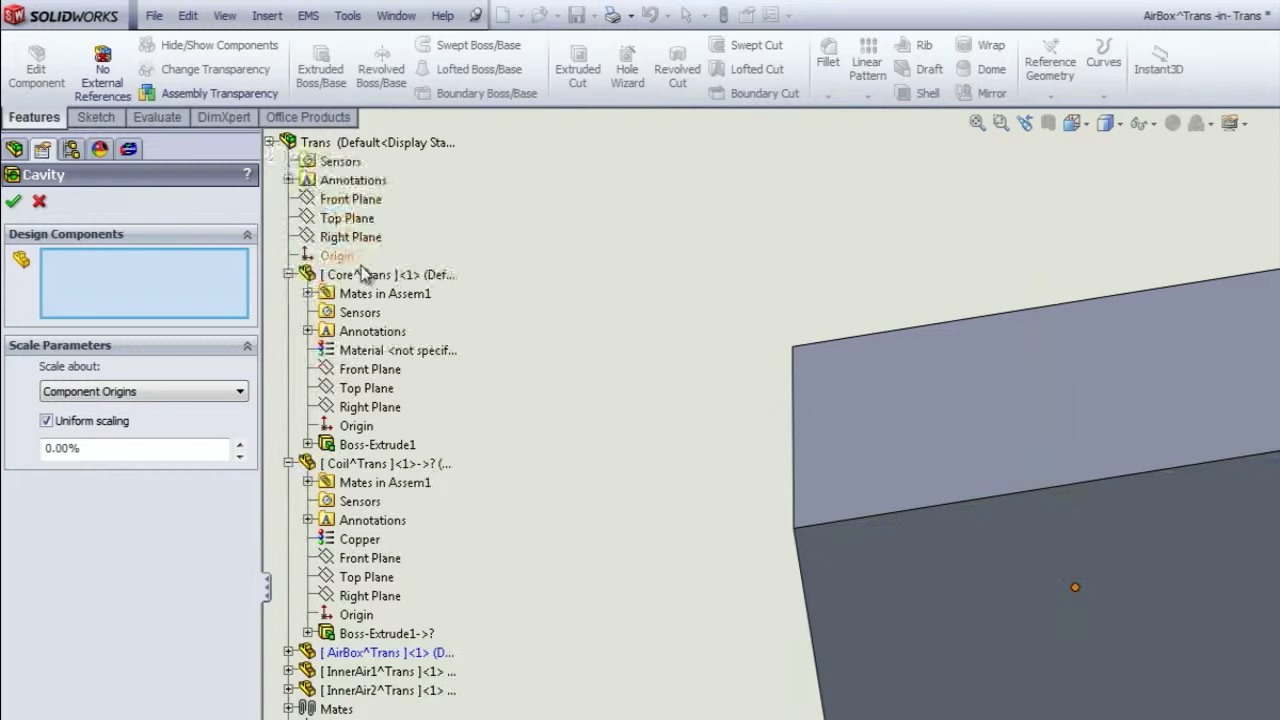 SOLIDWORKS File Edit View Insert EMS Tools Window Help AirBox^Trans -in- Trans *
Edit Component
No External References
Hide/Show Components
Change Transparency
Assembly Transparency
Extruded Boss/Base
Revolved Boss/Base
Swept Boss/Base
Lofted Boss/Base
Boundary Boss/Base
Extruded Cut
Hole Wizard
Revolved Cut
Swept Cut
Lofted Cut
Boundary Cut
Fillet
Linear Pattern
Rib
Draft
Shell
Wrap
Dome
Mirror
Reference Geometry
Curves
Instant3D
Features Sketch Evaluate DimXpert Office Products
Cavity ?
Design Components
Scale Parameters
Scale about:
Component Origins
Uniform scaling
0.00%
Trans (Default<Display Sta...
Sensors
Annotations
Front Plane
Top Plane
Right Plane
Origin
[ Core^Trans ]<1> (Def...
Mates in Assem1
Sensors
Annotations
Material <not specif...
Front Plane
Top Plane
Right Plane
Origin
Boss-Extrude1
[ Coil^Trans ]<1>->? (...
Mates in Assem1
Sensors
Annotations
Copper
Front Plane
Top Plane
Right Plane
Origin
Boss-Extrude1->?
[ AirBox^Trans ]<1> (D...
[ InnerAir1^Trans ]<1> ...
[ InnerAir2^Trans ]<1> ...
Mates